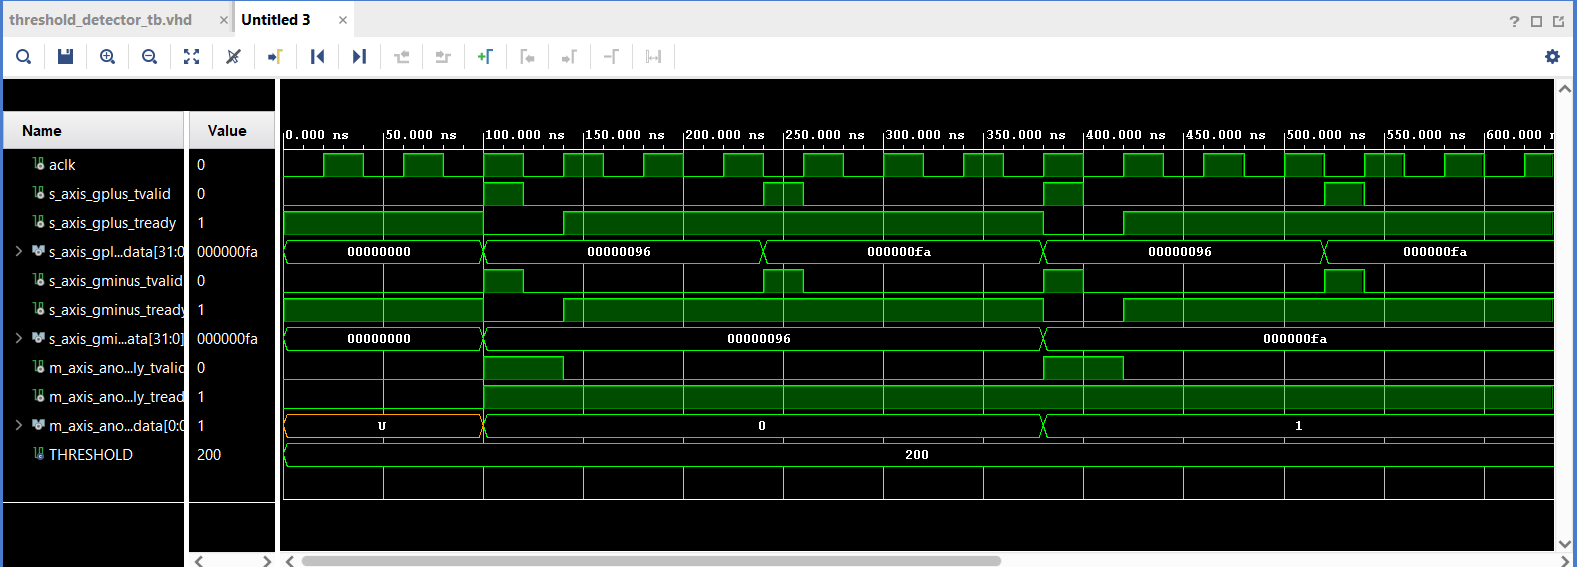 threshold_detector_tb.vhd × Untitled 3 ×
?
Name Value
0.000 ns 50.000 ns 100.000 ns 150.000 ns 200.000 ns 250.000 ns 300.000 ns 350.000 ns 400.000 ns 450.000 ns 500.000 ns 550.000 ns 600.000 n
aclk 0
s_axis_gplus_tvalid 0
s_axis_gplus_tready 1
s_axis_gpl...data[31:0 000000fa 00000000 00000096 000000fa 00000096 000000fa
s_axis_gminus_tvalid 0
s_axis_gminus_tready 1
s_axis_gmi...ata[31:0] 000000fa 00000000 00000096 000000fa
m_axis_ano...ly_tvalid 0
m_axis_ano...ly_tread 1
m_axis_ano...data[0:0 1 U 0 1
THRESHOLD 200 200